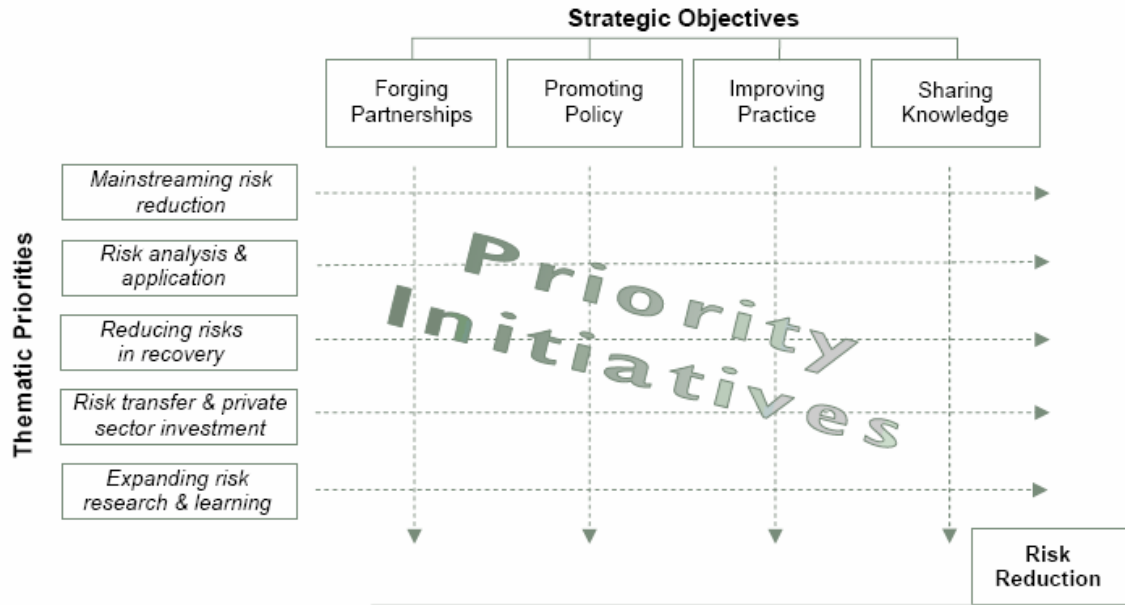 Strategic Objectives
Forging
Partnerships
Promoting
Policy
Improving
Practice
Sharing
Knowledge
Thematic Priorities
Mainstreaming risk
reduction
Risk analysis &
application
Reducing risks
in recovery
Risk transfer & private
sector investment
Expanding risk
research & learning
Priority
Initiatives
Risk
Reduction